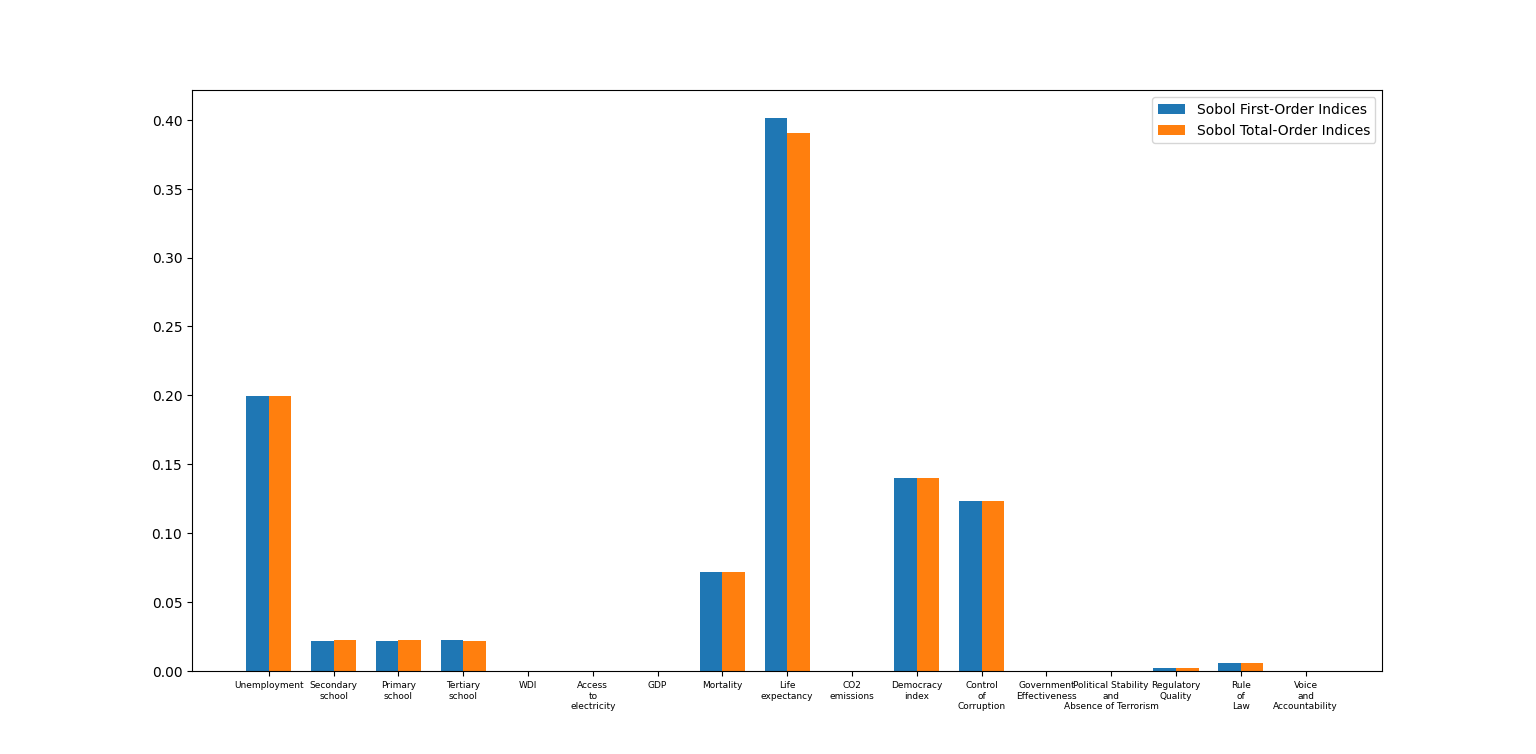 Sobol First-Order Indices
Sobol Total-Order Indices
0.40
0.35
0.30
0.25
0.20
0.15
0.10
0.05
0.00
Unemployment
Secondary
school
Primary
school
Tertiary
school
WDI
Access
to
electricity
GDP
Mortality
Life
expectancy
CO2
emissions
Democracy
index
Control
of
Corruption
Government
Effectiveness
Political Stability
and
Absence of Terrorism
Regulatory
Quality
Rule
of
Law
Voice
and
Accountability